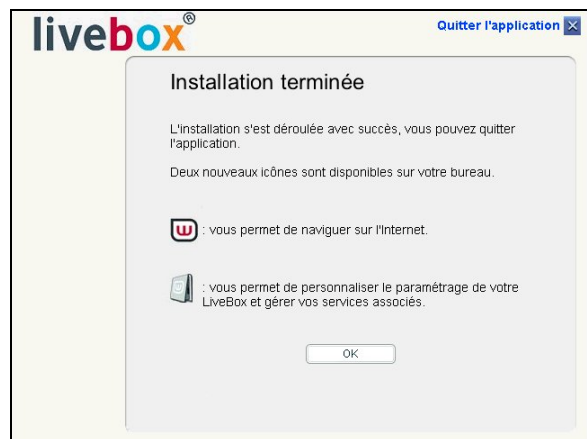 livebox®
Quitter l'application X
Installation terminée
L'installation s'est déroulée avec succès, vous pouvez quitter
l'application.
Deux nouveaux icônes sont disponibles sur votre bureau.
w : vous permet de naviguer sur l'Internet.
: vous permet de personnaliser le paramétrage de votre
LiveBox et gérer vos services associés.
OK